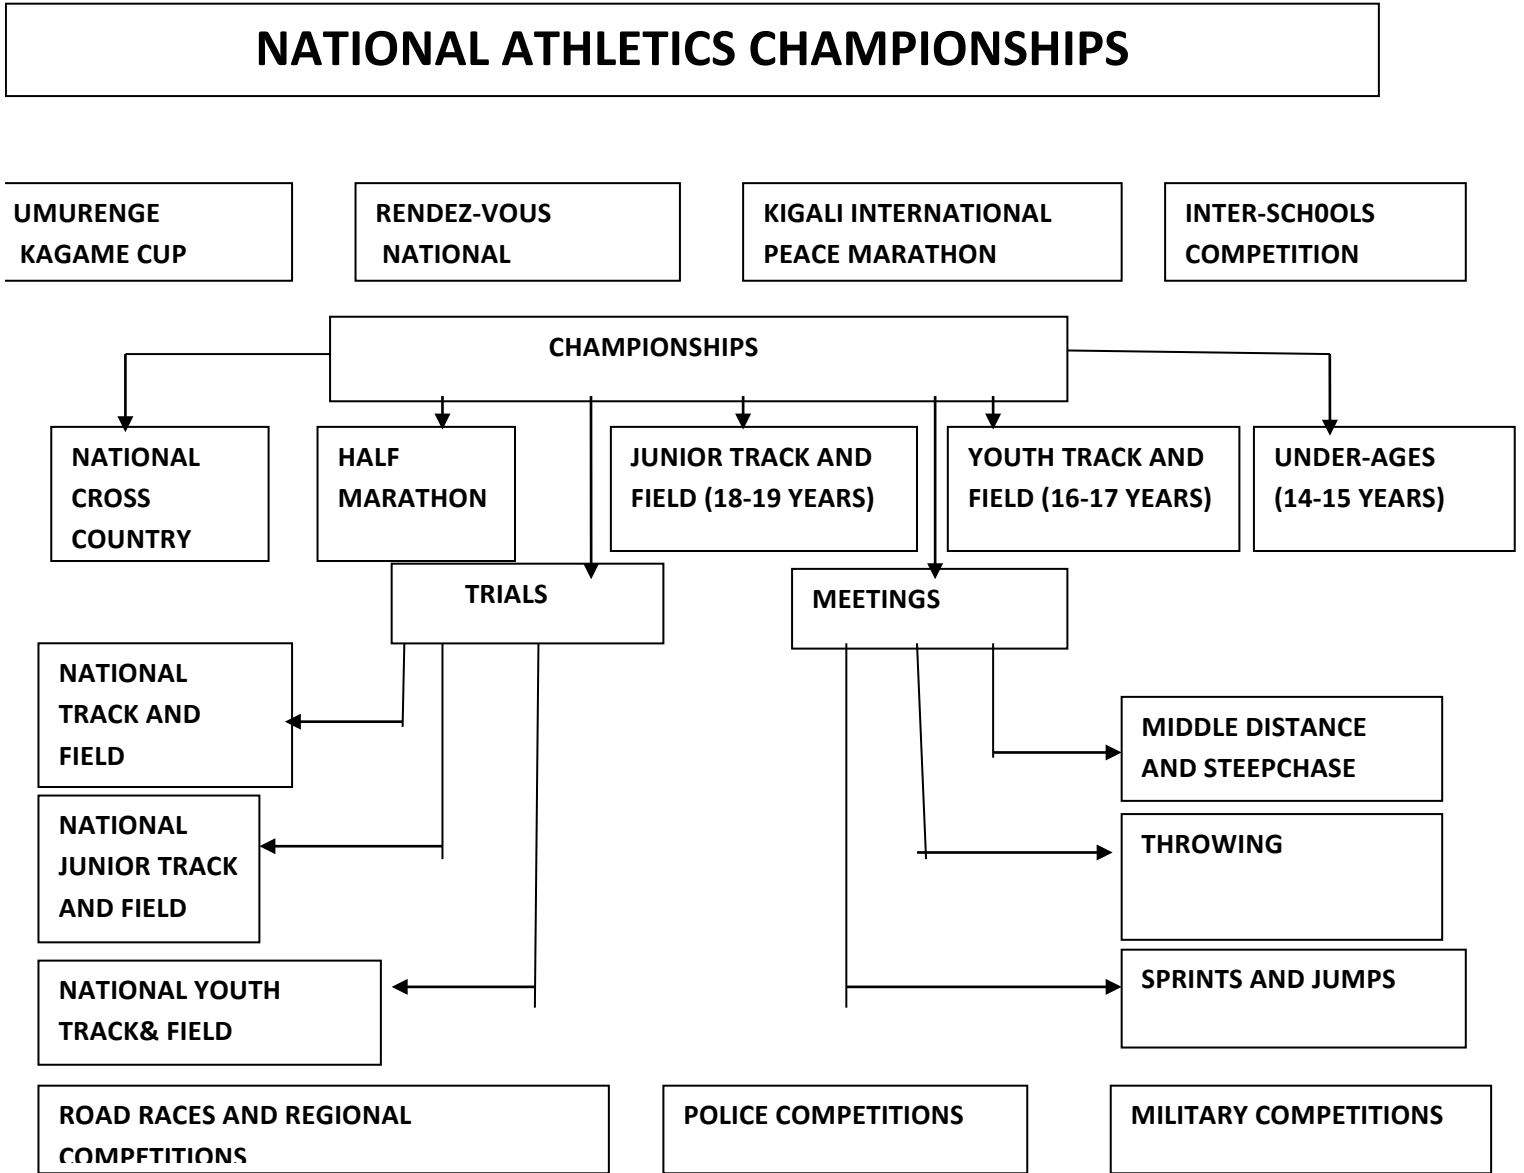 NATIONAL ATHLETICS CHAMPIONSHIPS
UMURENGE
KAGAME CUP
RENDEZ-VOUS
NATIONAL
KIGALI INTERNATIONAL
PEACE MARATHON
INTER-SCH0OLS
COMPETITION
CHAMPIONSHIPS
NATIONAL
CROSS
COUNTRY
HALF
MARATHON
JUNIOR TRACK AND
FIELD (18-19 YEARS)
YOUTH TRACK AND
FIELD (16-17 YEARS)
UNDER-AGES
(14-15 YEARS)
TRIALS
MEETINGS
NATIONAL
TRACK AND
FIELD
MIDDLE DISTANCE
AND STEEPCHASE
NATIONAL
JUNIOR TRACK
AND FIELD
THROWING
NATIONAL YOUTH
TRACK& FIELD
SPRINTS AND JUMPS
ROAD RACES AND REGIONAL
COMPETITIONS
POLICE COMPETITIONS
MILITARY COMPETITIONS